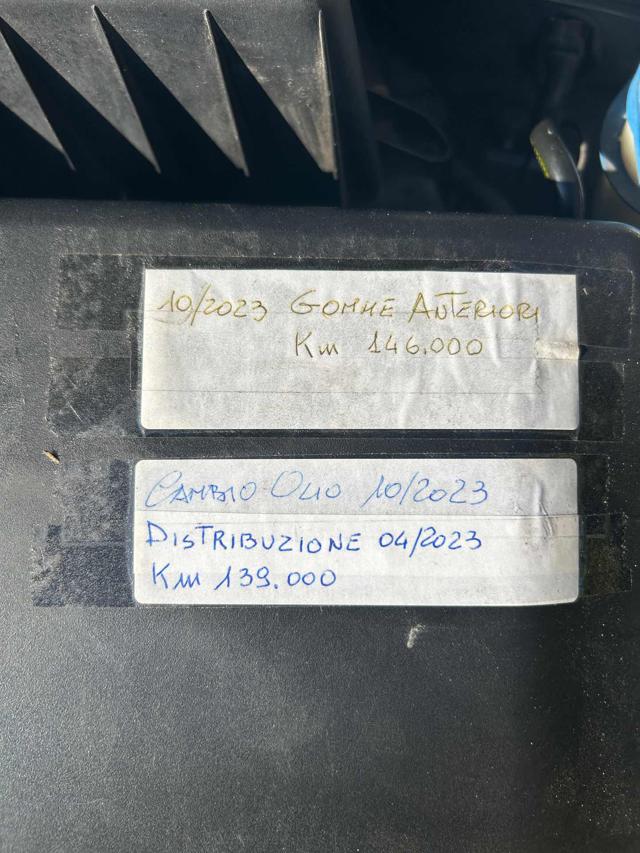 10/2023 GOMME ANTERIORI
Km 146.000
CAMBIO OLIO 10/2023
DISTRIBUZIONE 04/2023
Km 139.000